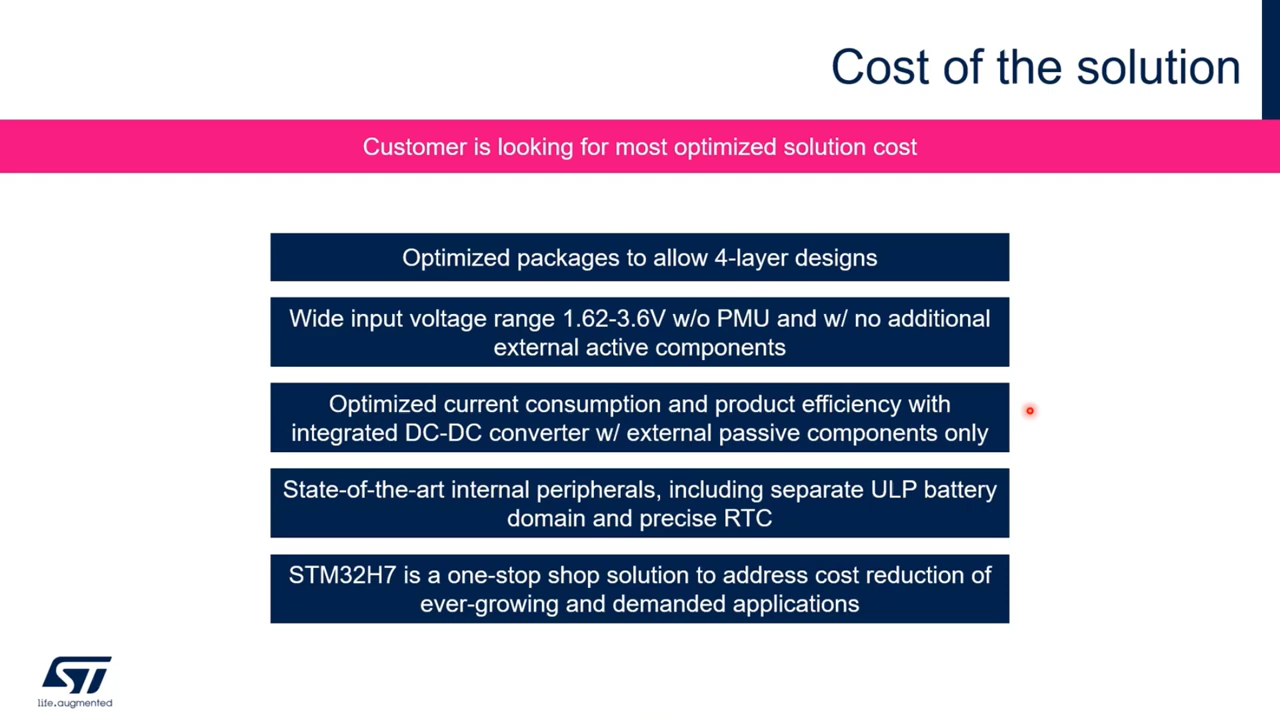 Cost of the solution
Customer is looking for most optimized solution cost
Optimized packages to allow 4-layer designs
Wide input voltage range 1.62-3.6V w/o PMU and w/ no additional
external active components
Optimized current consumption and product efficiency with
integrated DC-DC converter w/ external passive components only
State-of-the-art internal peripherals, including separate ULP battery
domain and precise RTC
STM32H7 is a one-stop shop solution to address cost reduction of
ever-growing and demanded applications
ST
life.augmented